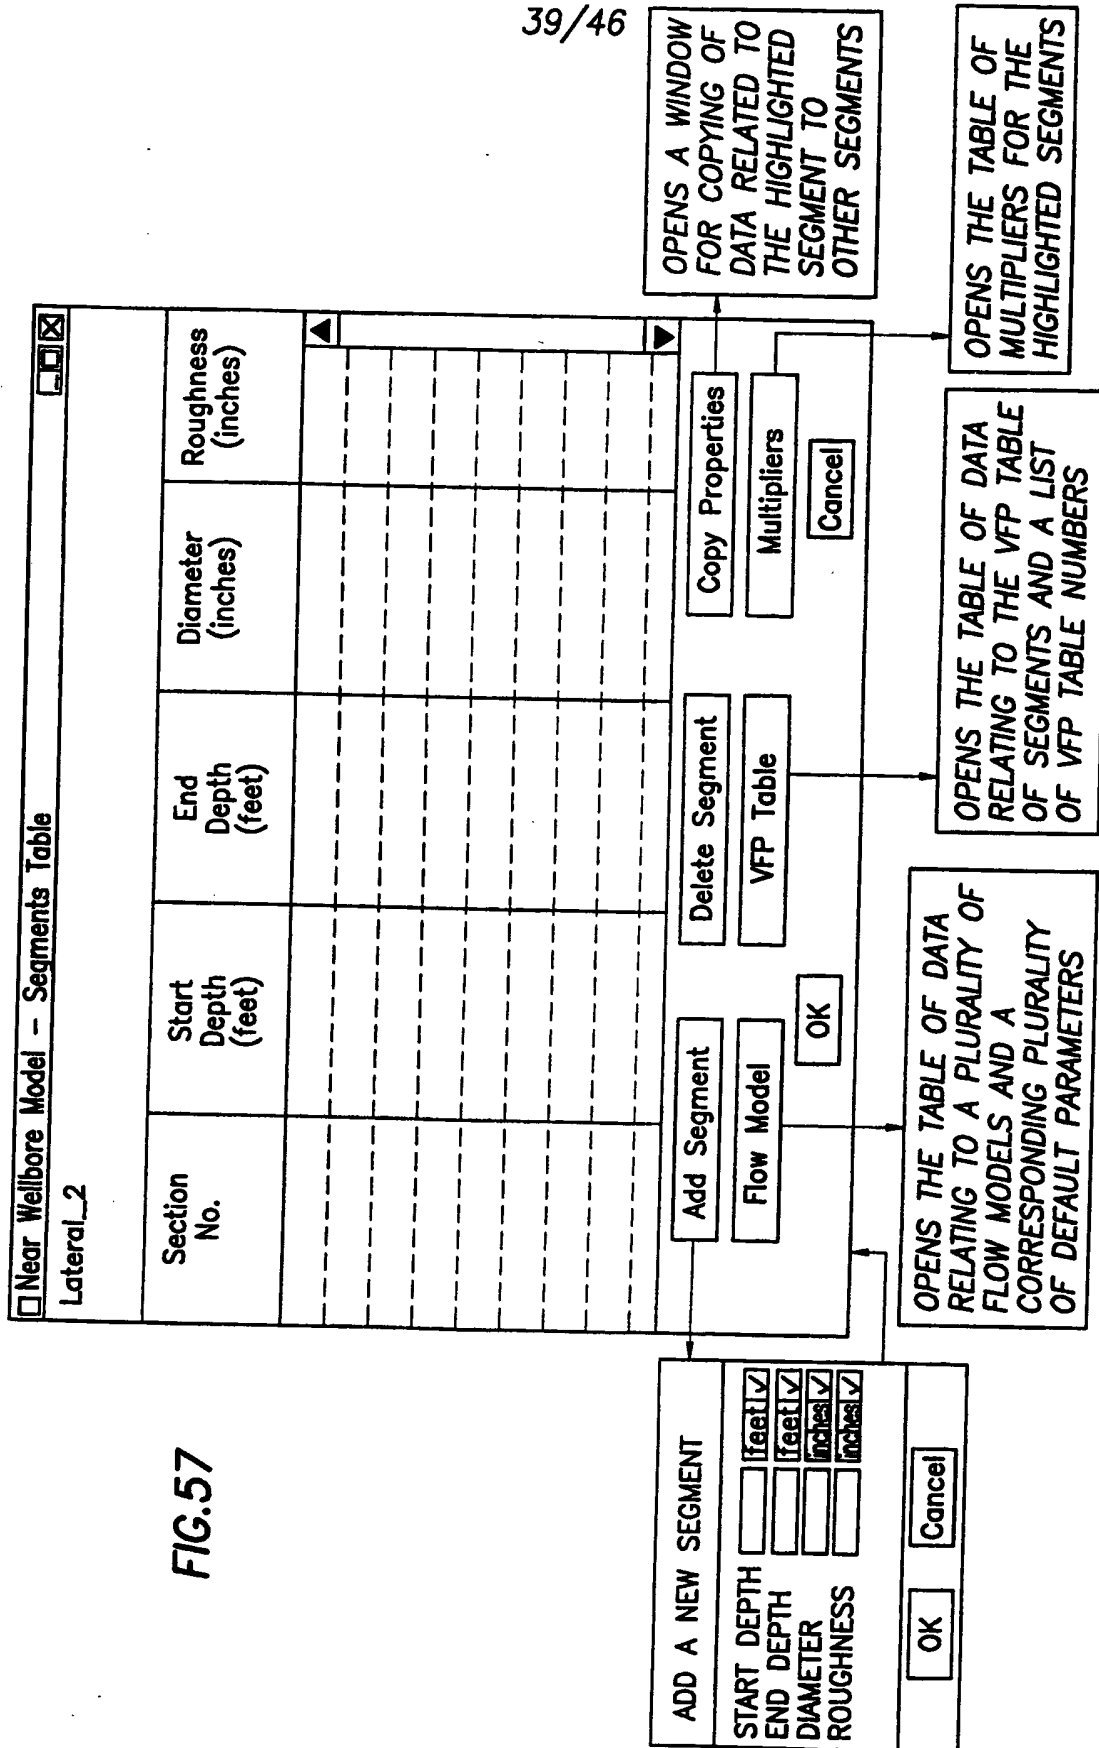 39/46
FIG.57
Near Wellbore Model – Segments Table
Lateral_2
Section
No.
Start
Depth
(feet)
End
Depth
(feet)
Diameter
(inches)
Roughness
(inches)
Add Segment
Delete Segment
Copy Properties
Flow Model
VFP Table
Multipliers
OK
Cancel
ADD A NEW SEGMENT
START DEPTH feet
END DEPTH feet
DIAMETER inches
ROUGHNESS inches
OK
Cancel
OPENS THE TABLE OF DATA
RELATING TO A PLURALITY OF
FLOW MODELS AND A
CORRESPONDING PLURALITY
OF DEFAULT PARAMETERS
OPENS THE TABLE OF DATA
RELATING TO THE VFP TABLE
OF SEGMENTS AND A LIST
OF VFP TABLE NUMBERS
OPENS A WINDOW
FOR COPYING OF
DATA RELATED TO
THE HIGHLIGHTED
SEGMENT TO
OTHER SEGMENTS
OPENS THE TABLE OF
MULTIPLIERS FOR THE
HIGHLIGHTED SEGMENTS